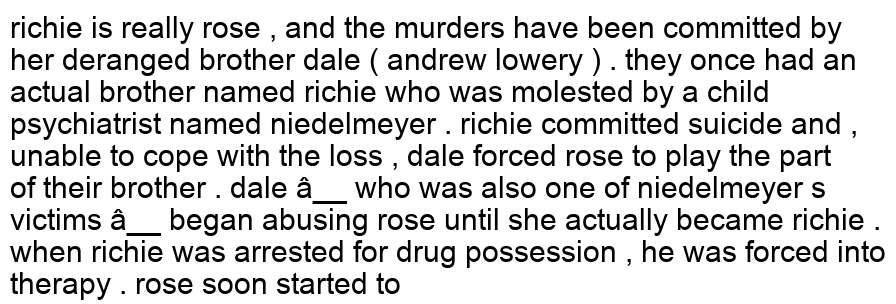 richie is really rose , and the murders have been committed by
her deranged brother dale ( andrew lowery ) . they once had an
actual brother named richie who was molested by a child
psychiatrist named niedelmeyer . richie committed suicide and ,
unable to cope with the loss , dale forced rose to play the part
of their brother . dale â__ who was also one of niedelmeyer s
victims â__ began abusing rose until she actually became richie .
when richie was arrested for drug possession , he was forced into
therapy . rose soon started to